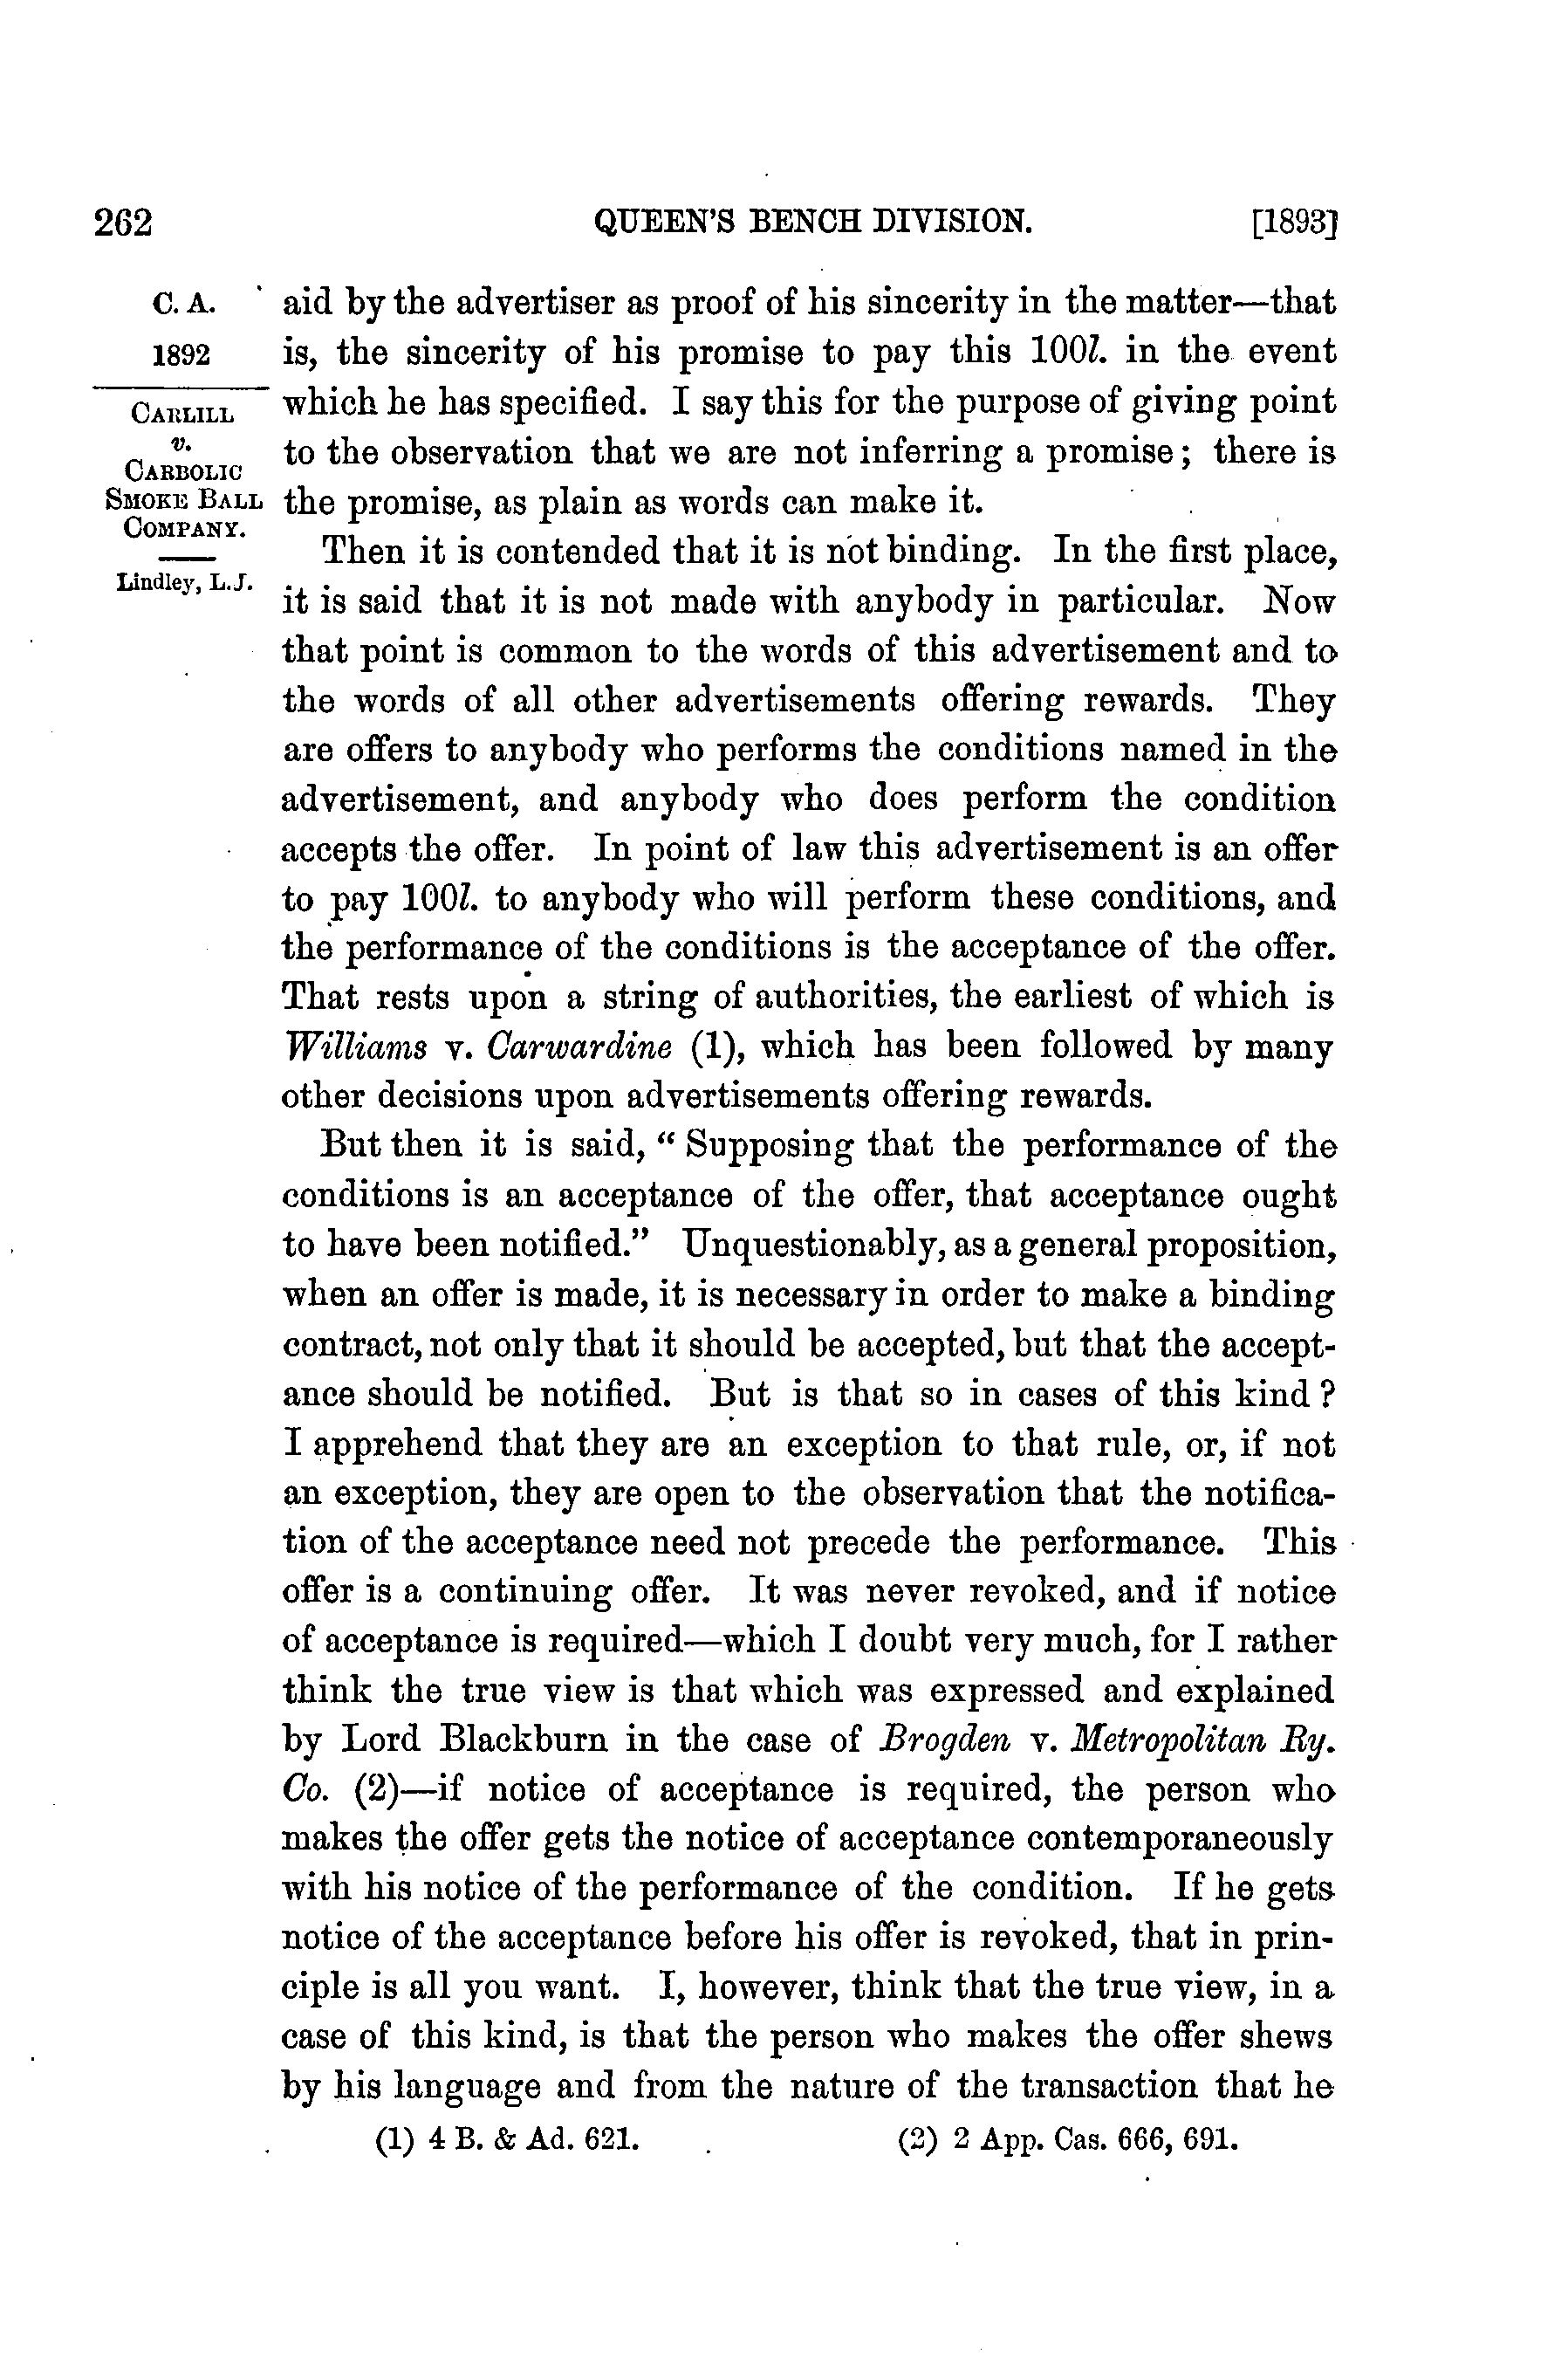 262 QUEEN'S BENCH DIVISION. [1893]
C. A.
1892
CARLILL
v.
CARBOLIC
SMOKE BALL
COMPANY.
Lindley, L.J.
aid by the advertiser as proof of his sincerity in the matter—that
is, the sincerity of his promise to pay this 100l. in the event
which he has specified. I say this for the purpose of giving point
to the observation that we are not inferring a promise; there is
the promise, as plain as words can make it.
Then it is contended that it is not binding. In the first place,
it is said that it is not made with anybody in particular. Now
that point is common to the words of this advertisement and to
the words of all other advertisements offering rewards. They
are offers to anybody who performs the conditions named in the
advertisement, and anybody who does perform the condition
accepts the offer. In point of law this advertisement is an offer
to pay 100l. to anybody who will perform these conditions, and
the performance of the conditions is the acceptance of the offer.
That rests upon a string of authorities, the earliest of which is
Williams v. Carwardine (1), which has been followed by many
other decisions upon advertisements offering rewards.
But then it is said, "Supposing that the performance of the
conditions is an acceptance of the offer, that acceptance ought
to have been notified." Unquestionably, as a general proposition,
when an offer is made, it is necessary in order to make a binding
contract, not only that it should be accepted, but that the accept-
ance should be notified. But is that so in cases of this kind?
I apprehend that they are an exception to that rule, or, if not
an exception, they are open to the observation that the notifica-
tion of the acceptance need not precede the performance. This
offer is a continuing offer. It was never revoked, and if notice
of acceptance is required—which I doubt very much, for I rather
think the true view is that which was expressed and explained
by Lord Blackburn in the case of Brogden v. Metropolitan Ry.
Co. (2)—if notice of acceptance is required, the person who
makes the offer gets the notice of acceptance contemporaneously
with his notice of the performance of the condition. If he gets
notice of the acceptance before his offer is revoked, that in prin-
ciple is all you want. I, however, think that the true view, in a
case of this kind, is that the person who makes the offer shews
by his language and from the nature of the transaction that he
(1) 4 B. & Ad. 621. (2) 2 App. Cas. 666, 691.